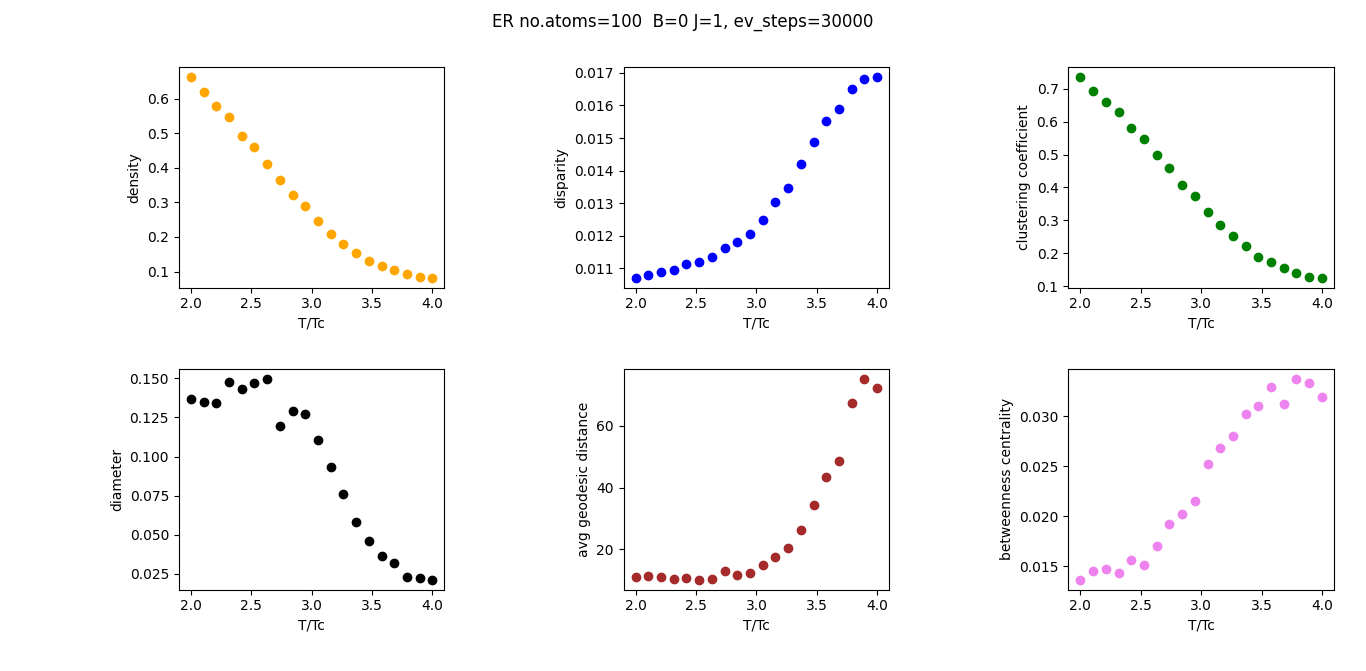 ER no.atoms=100  B=0 J=1, ev_steps=30000
density
0.6
0.5
0.4
0.3
0.2
0.1
2.0 2.5 3.0 3.5 4.0
T/Tc
disparity
0.017
0.016
0.015
0.014
0.013
0.012
0.011
2.0 2.5 3.0 3.5 4.0
T/Tc
clustering coefficient
0.7
0.6
0.5
0.4
0.3
0.2
0.1
2.0 2.5 3.0 3.5 4.0
T/Tc
diameter
0.150
0.125
0.100
0.075
0.050
0.025
2.0 2.5 3.0 3.5 4.0
T/Tc
avg geodesic distance
60
40
20
2.0 2.5 3.0 3.5 4.0
T/Tc
betweenness centrality
0.030
0.025
0.020
0.015
2.0 2.5 3.0 3.5 4.0
T/Tc